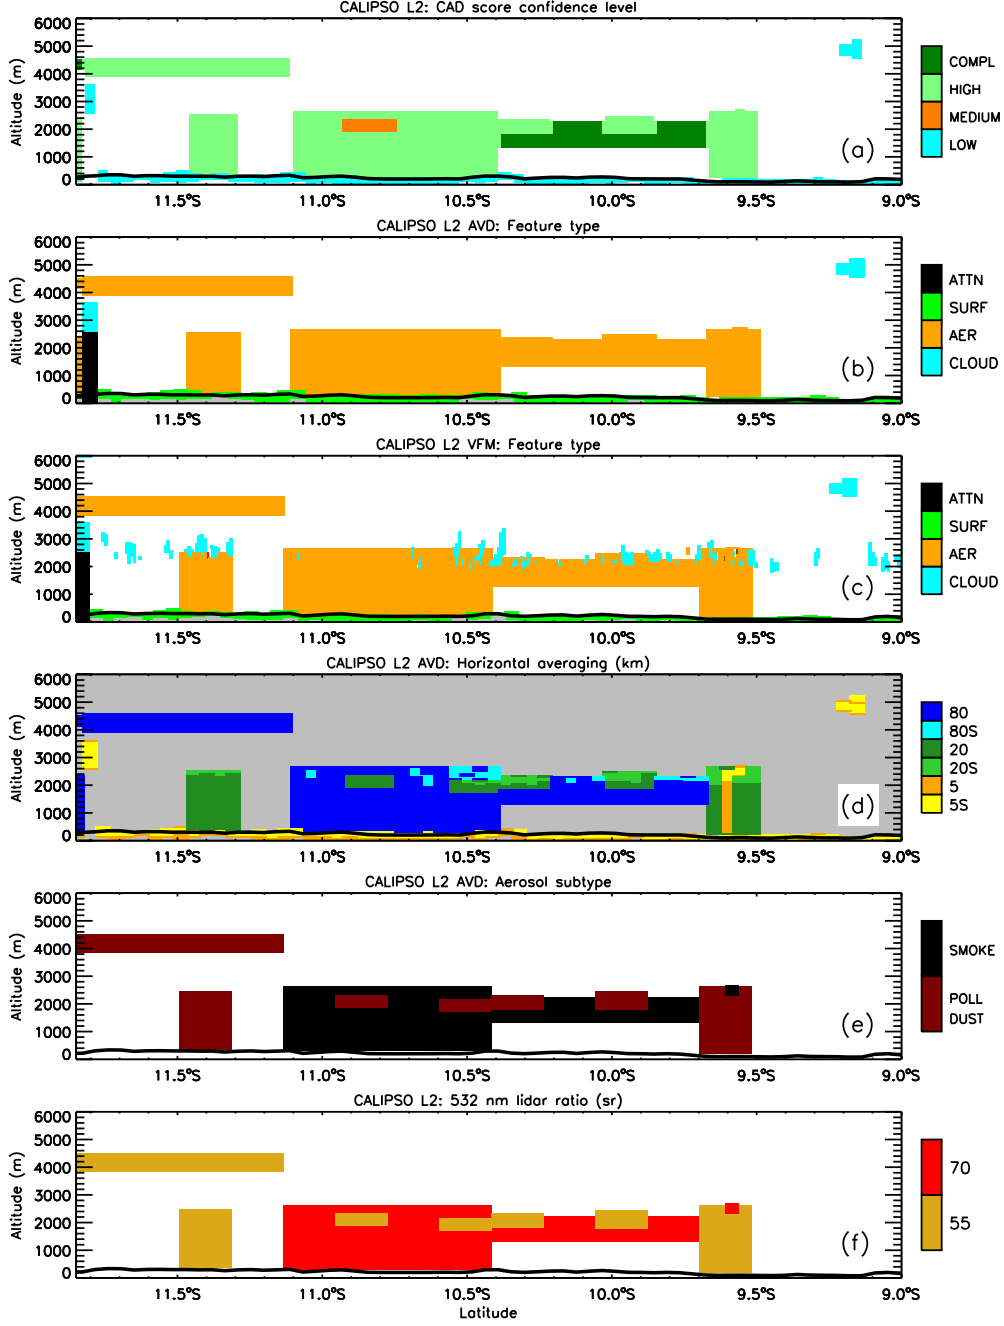 CALIPSO L2: CAD score confidence level
6000
5000
4000
3000
2000
1000
0
Altitude (m)
(a)
COMPL
HIGH
MEDIUM
LOW
11.5°S 11.0°S 10.5°S 10.0°S 9.5°S 9.0°S
CALIPSO L2 AVD: Feature type
6000
5000
4000
3000
2000
1000
0
Altitude (m)
(b)
ATTN
SURF
AER
CLOUD
11.5°S 11.0°S 10.5°S 10.0°S 9.5°S 9.0°S
CALIPSO L2 VFM: Feature type
6000
5000
4000
3000
2000
1000
0
Altitude (m)
(c)
ATTN
SURF
AER
CLOUD
11.5°S 11.0°S 10.5°S 10.0°S 9.5°S 9.0°S
CALIPSO L2 AVD: Horizontal averaging (km)
6000
5000
4000
3000
2000
1000
0
Altitude (m)
(d)
80
80S
20
20S
5
5S
11.5°S 11.0°S 10.5°S 10.0°S 9.5°S 9.0°S
CALIPSO L2 AVD: Aerosol subtype
6000
5000
4000
3000
2000
1000
0
Altitude (m)
(e)
SMOKE
POLL
DUST
11.5°S 11.0°S 10.5°S 10.0°S 9.5°S 9.0°S
CALIPSO L2: 532 nm lidar ratio (sr)
6000
5000
4000
3000
2000
1000
0
Altitude (m)
(f)
70
55
11.5°S 11.0°S 10.5°S 10.0°S 9.5°S 9.0°S
Latitude